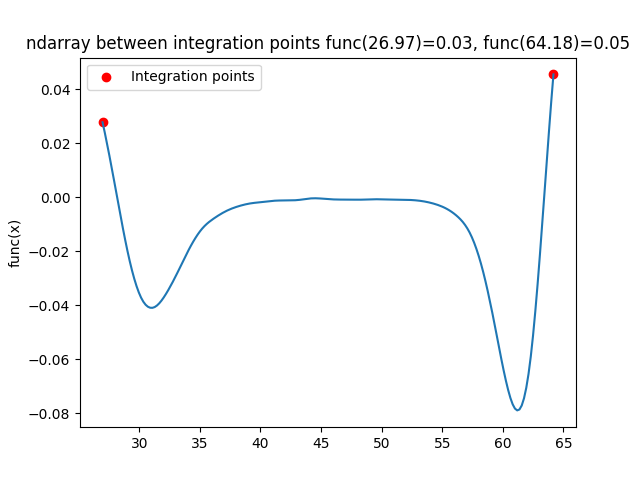 ndarray between integration points func(26.97)=0.03, func(64.18)=0.05
Integration points
0.04
0.02
0.00
−0.02
−0.04
−0.06
−0.08
func(x)
30 35 40 45 50 55 60 65